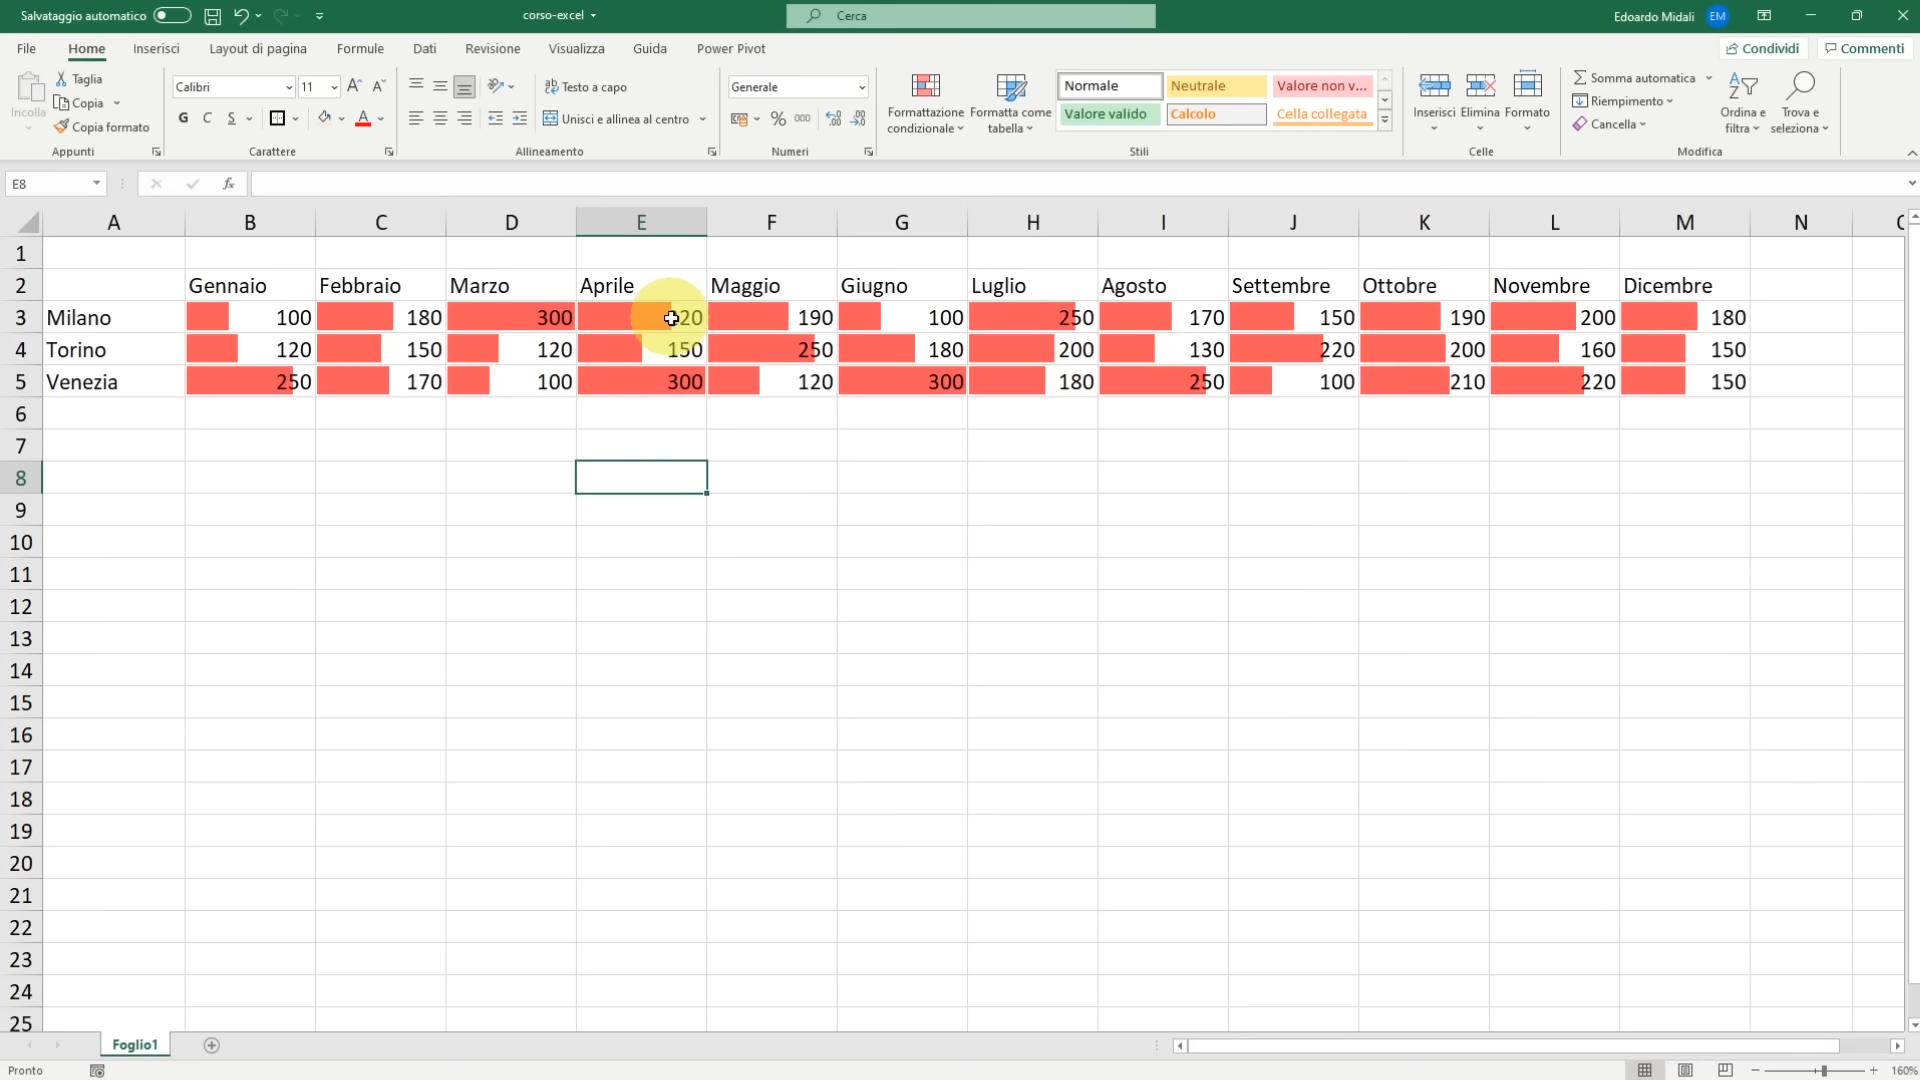 Salvataggio automatico corso-excel Cerca Edoardo Midali EM
File Home Inserisci Layout di pagina Formule Dati Revisione Visualizza Guida Power Pivot Condividi Commenti
Incolla Taglia Copia Copia formato
Calibri 11
G C S A
Testo a capo
Unisci e allinea al centro
Generale
% 000
Formattazione condizionale
Formatta come tabella
Normale Neutrale Valore non v...
Valore valido Calcolo Cella collegata
Inserisci Elimina Formato
Somma automatica
Riempimento
Cancella
Ordina e filtra
Trova e seleziona
Appunti Carattere Allineamento Numeri Stili Celle Modifica
E8 fx
A B C D E F G H I J K L M N
1
2 Gennaio Febbraio Marzo Aprile Maggio Giugno Luglio Agosto Settembre Ottobre Novembre Dicembre
3 Milano 100 180 300 20 190 100 250 170 150 190 200 180
4 Torino 120 150 120 150 250 180 200 130 220 200 160 150
5 Venezia 250 170 100 300 120 300 180 250 100 210 220 150
6
7
8
9
10
11
12
13
14
15
16
17
18
19
20
21
22
23
24
25
Foglio1
Pronto 160%